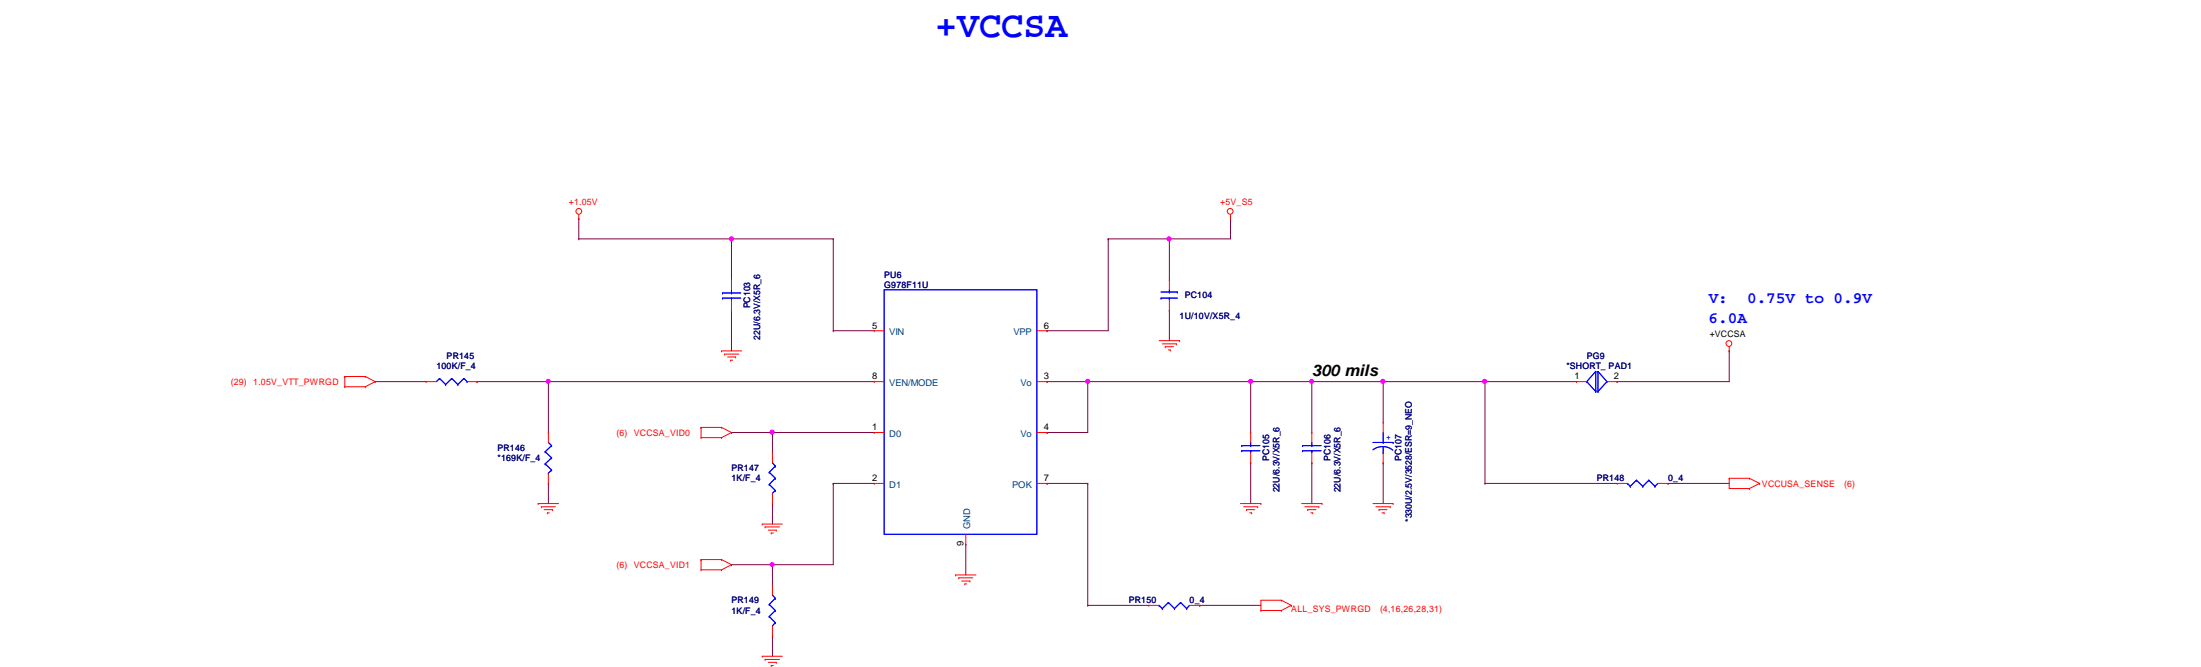 +VCCSA
+1.05V
+5V_S5
PU6
G978F11U
PC103
22U/6.3V/X5R_6
PC104
1U/10V/X5R_4
V: 0.75V to 0.9V
6.0A
+VCCSA
5 VIN
VPP 6
PR145
100K/F_4
300 mils
PG9
*SHORT_ PAD1
1 2
(29) 1.05V_VTT_PWRGD
8 VEN/MODE
Vo 3
(6) VCCSA_VID0
1 D0
Vo 4
PR146
*169K/F_4
PC105
22U/6.3V/X5R_6
PC106
22U/6.3V/X5R_6
+
PC107
*330U/2.5V/3528/ESR=9_NEO
PR147
1K/F_4
2 D1
POK 7
PR148 0_4
VCCUSA_SENSE (6)
GND
9
(6) VCCSA_VID1
PR149
1K/F_4
PR150 0_4
ALL_SYS_PWRGD (4,16,26,28,31)